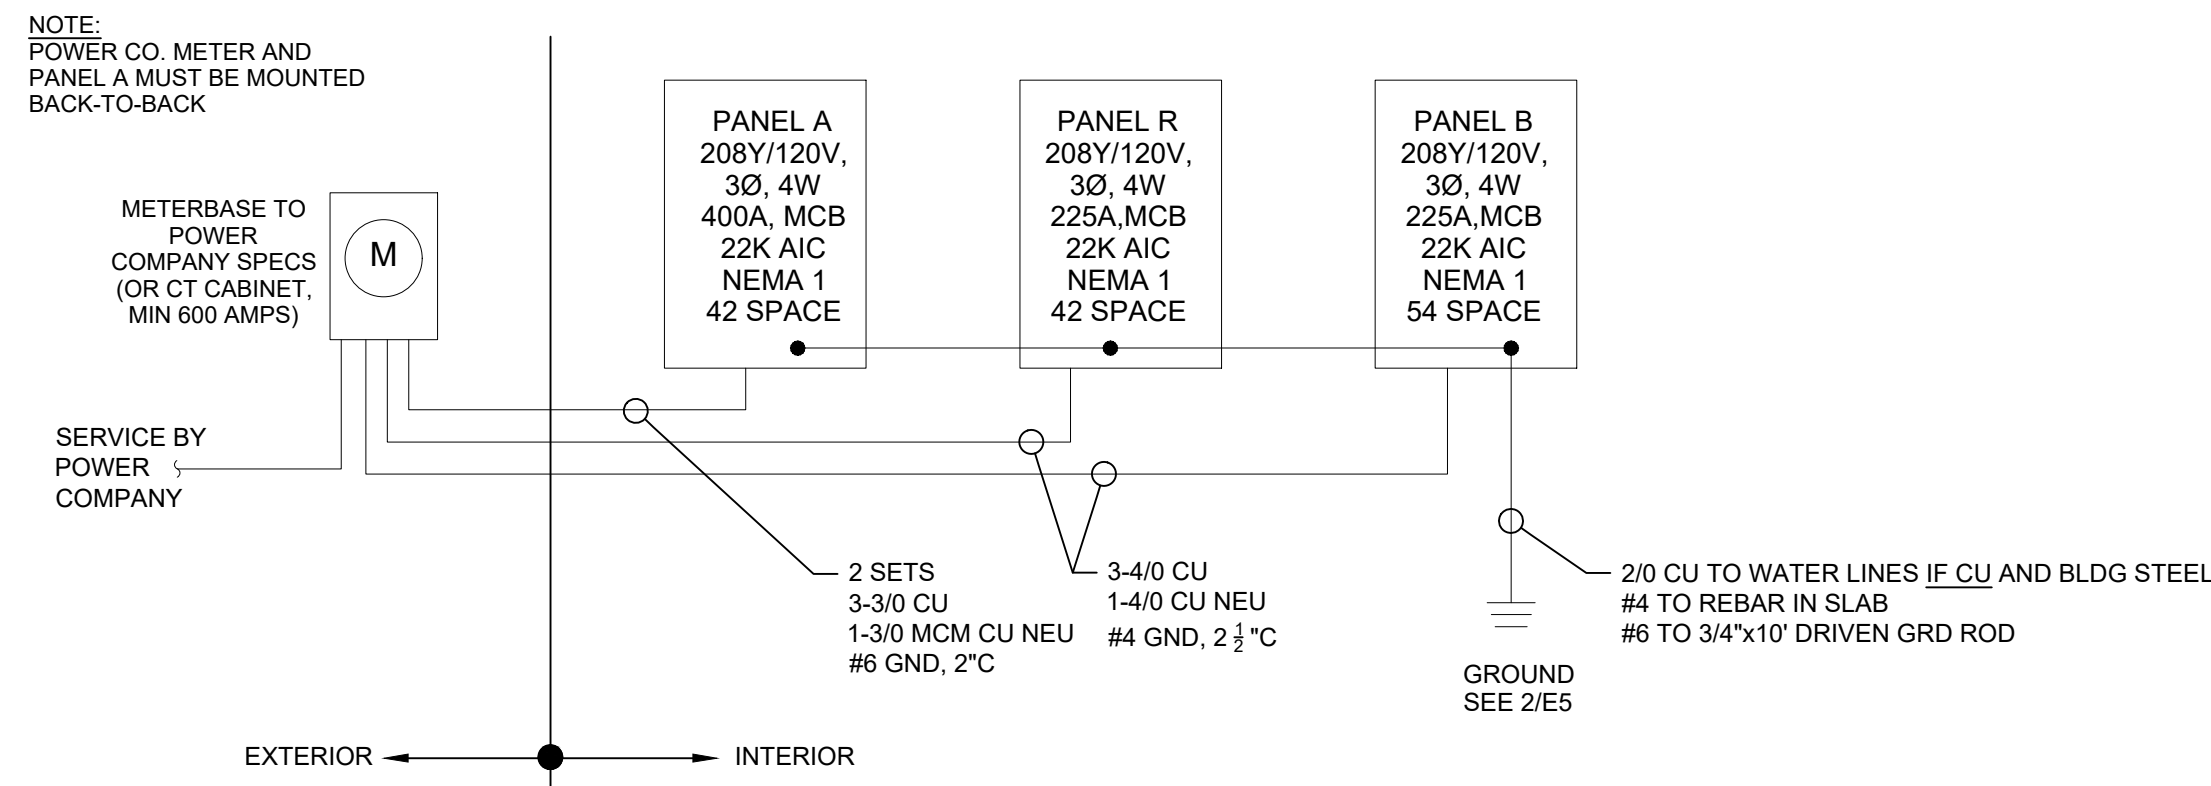 NOTE:
POWER CO. METER AND
PANEL A MUST BE MOUNTED
BACK-TO-BACK
METERBASE TO
POWER
COMPANY SPECS
(OR CT CABINET,
MIN 600 AMPS)
M
SERVICE BY
POWER
COMPANY
PANEL A
208Y/120V,
3Ø, 4W
400A, MCB
22K AIC
NEMA 1
42 SPACE
PANEL R
208Y/120V,
3Ø, 4W
225A,MCB
22K AIC
NEMA 1
42 SPACE
PANEL B
208Y/120V,
3Ø, 4W
225A,MCB
22K AIC
NEMA 1
54 SPACE
2 SETS
3-3/0 CU
1-3/0 MCM CU NEU
#6 GND, 2"C
3-4/0 CU
1-4/0 CU NEU
#4 GND, 2 1/2 "C
2/0 CU TO WATER LINES IF CU AND BLDG STEEL
#4 TO REBAR IN SLAB
#6 TO 3/4"x10' DRIVEN GRD ROD
GROUND
SEE 2/E5
EXTERIOR
INTERIOR